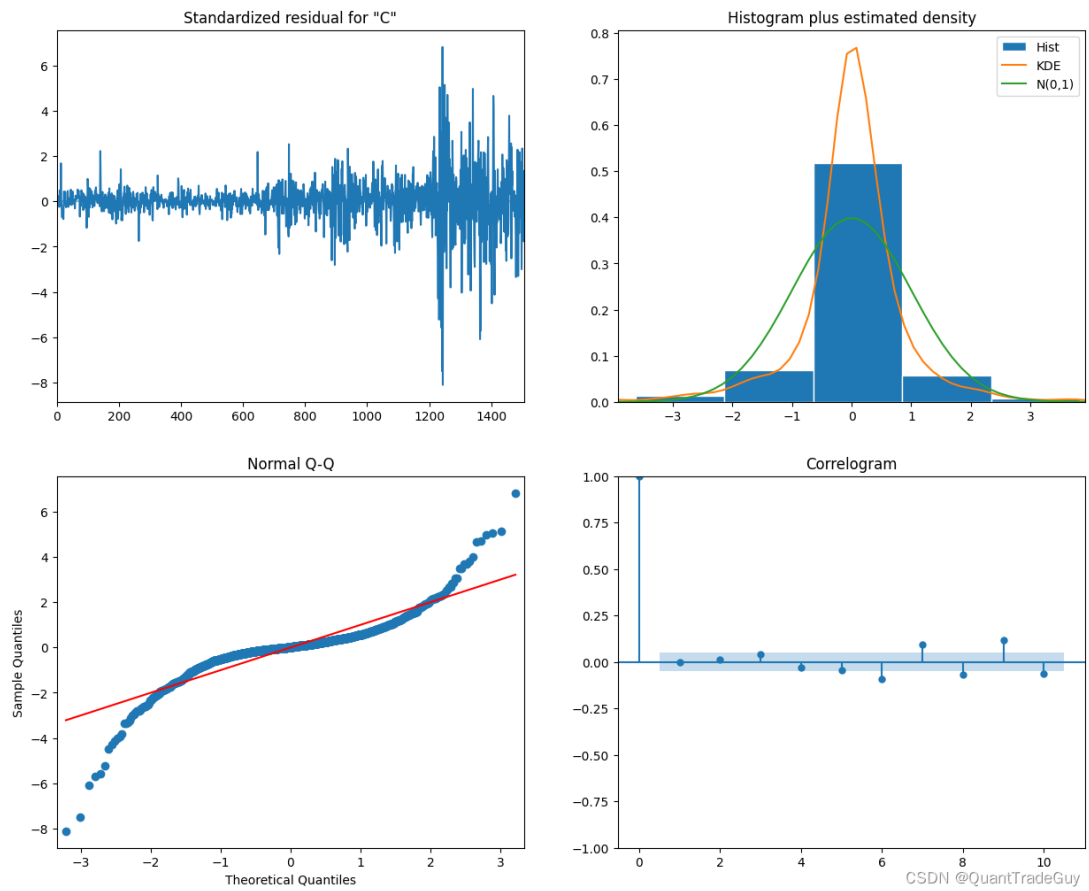 Standardized residual for "C"
6
4
2
0
−2
−4
−6
−8
0 200 400 600 800 1000 1200 1400
Histogram plus estimated density
0.8
0.7
0.6
0.5
0.4
0.3
0.2
0.1
0.0
Hist
KDE
N(0,1)
−3 −2 −1 0 1 2 3
Normal Q-Q
Sample Quantiles
6
4
2
0
−2
−4
−6
−8
−3 −2 −1 0 1 2 3
Theoretical Quantiles
Correlogram
1.00
0.75
0.50
0.25
0.00
−0.25
−0.50
−0.75
−1.00
0 2 4 6 8 10
CSDN @QuantTradeGuy